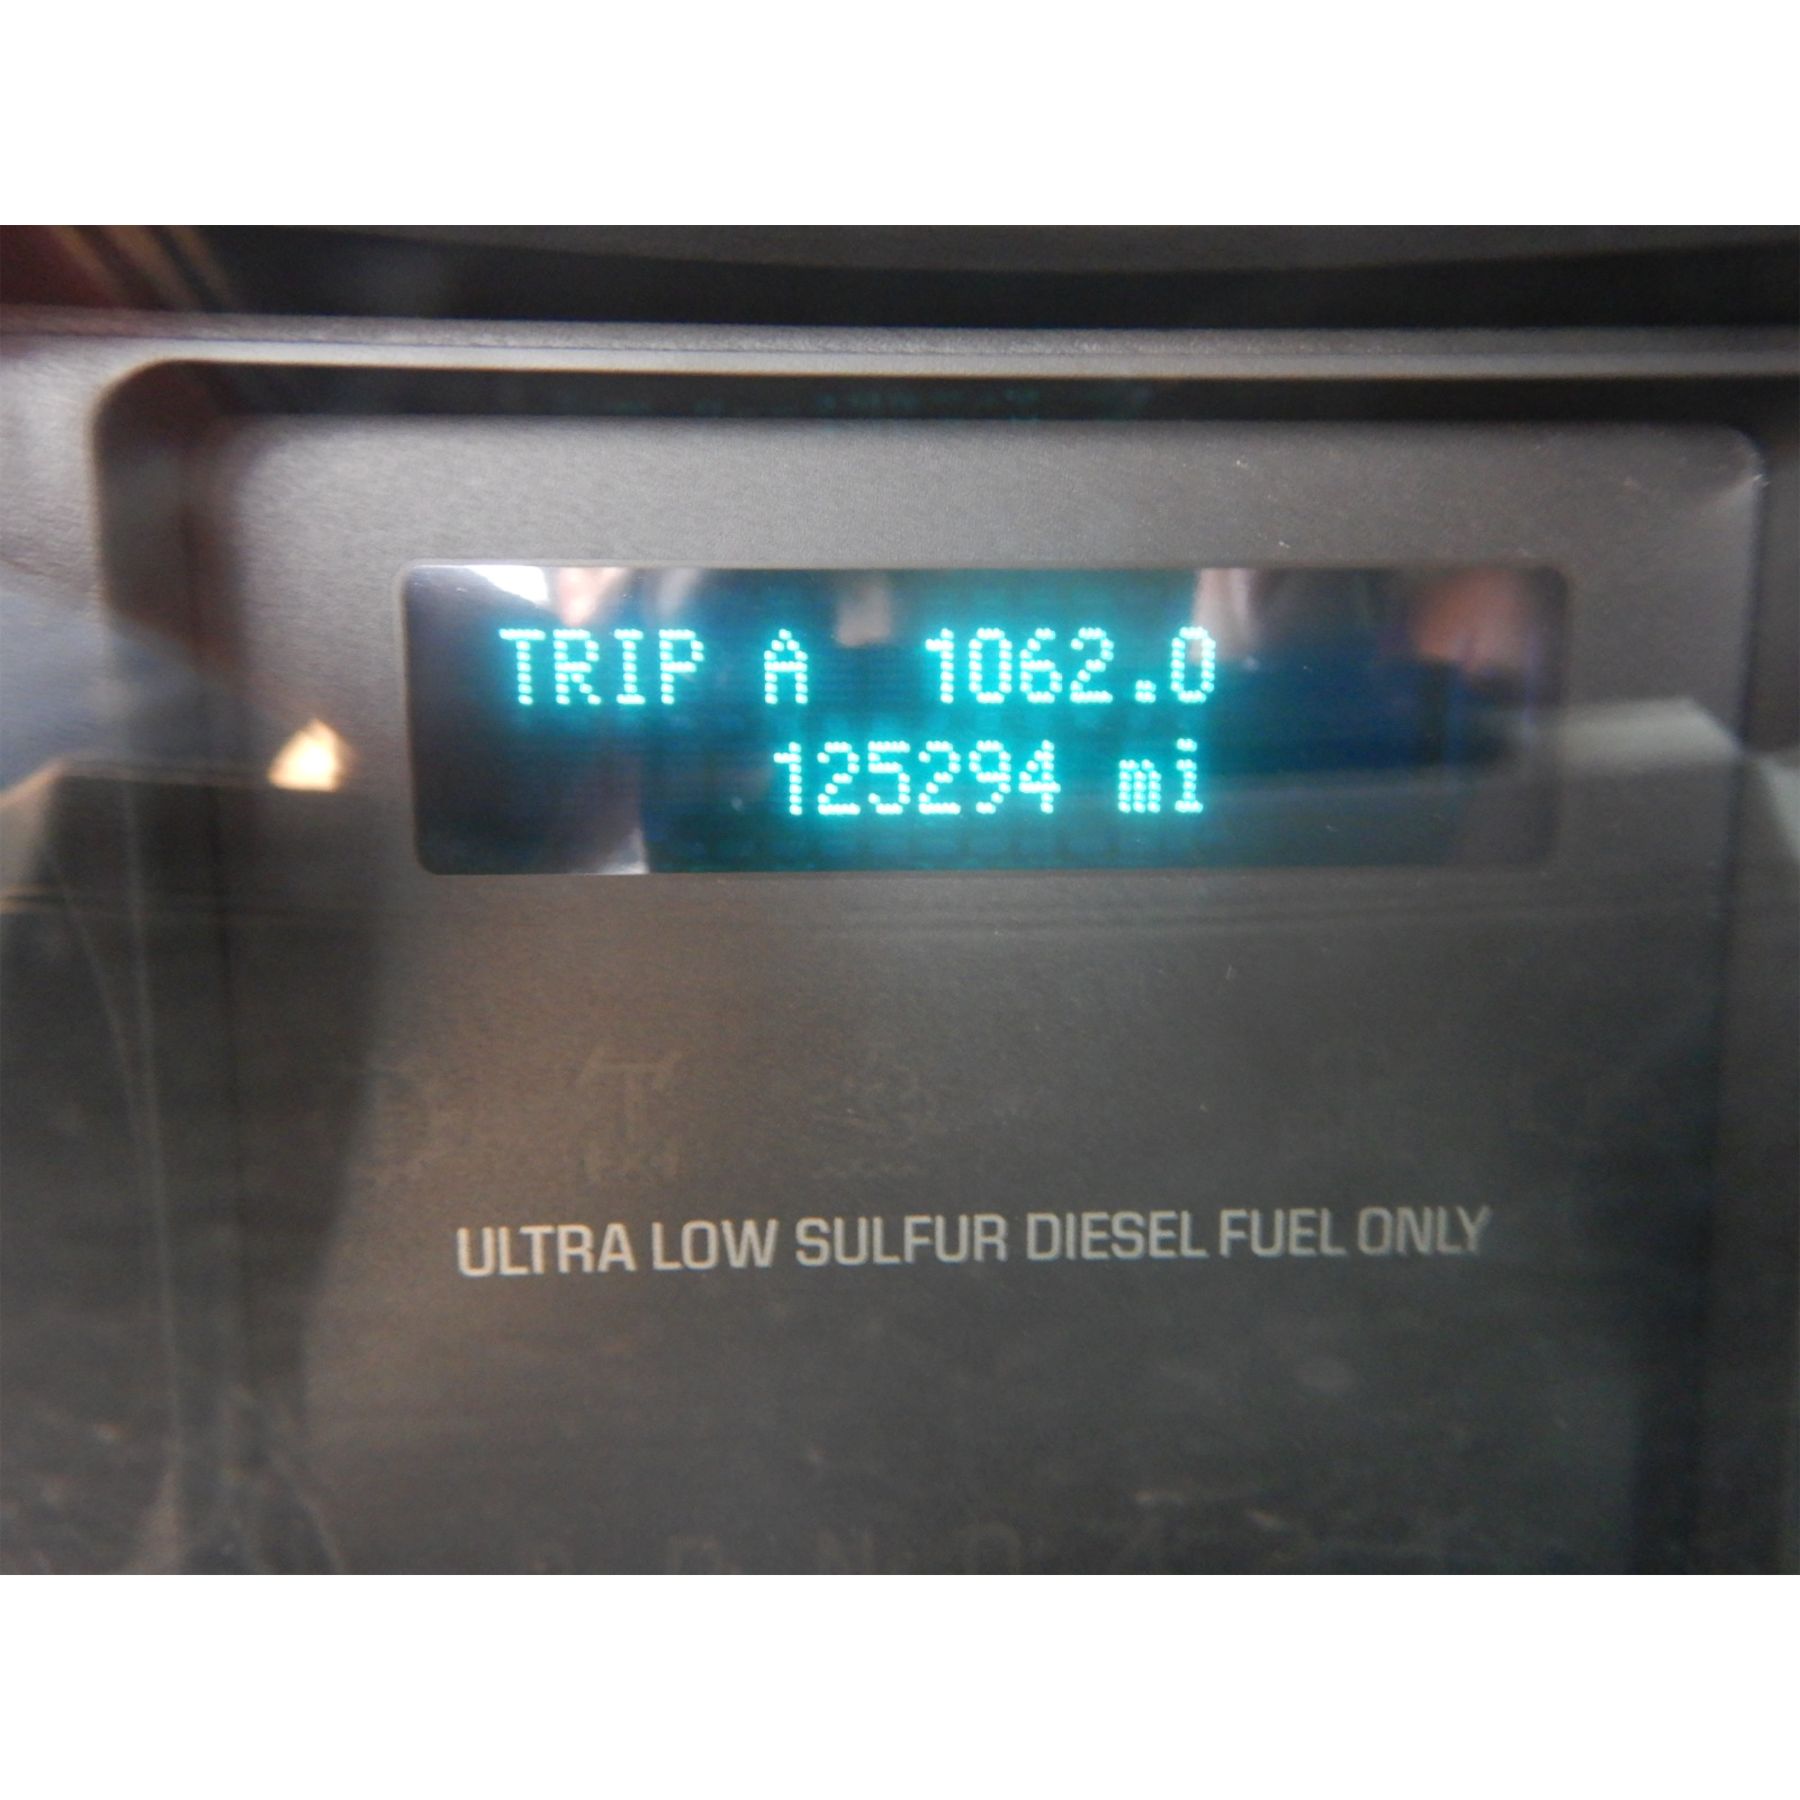 TRIP A 1062.0
125294 mi
ULTRA LOW SULFUR DIESEL FUEL ONLY